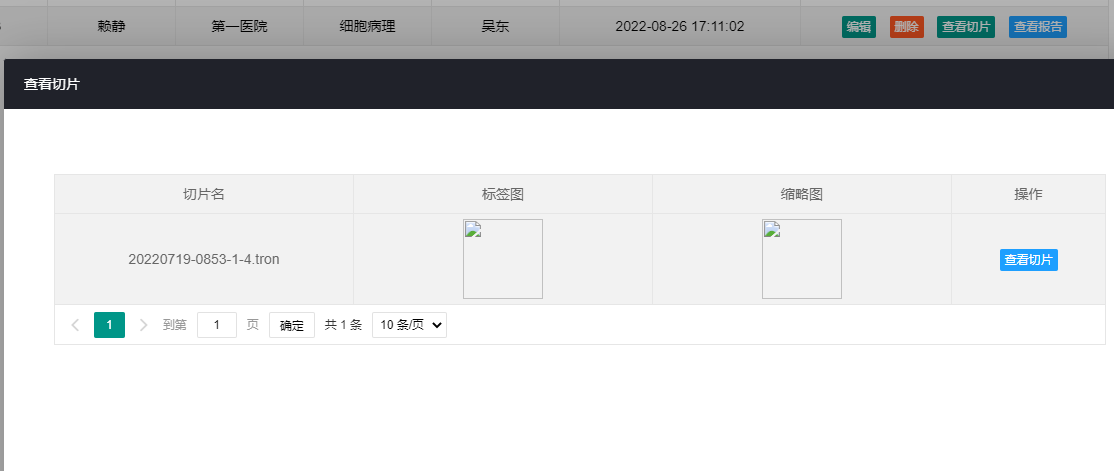 赖静 第一医院 细胞病理 吴东 2022-08-26 17:11:02 编辑 删除 查看切片 查看报告
查看切片
切片名 标签图 缩略图 操作
20220719-0853-1-4.tron 查看切片
1 到第 1 页 确定 共 1 条 10 条/页